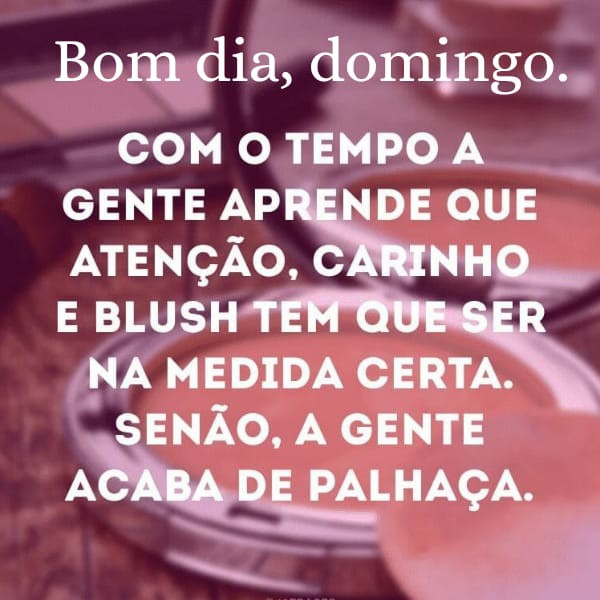 Bom dia, domingo.
COM O TEMPO A
GENTE APRENDE QUE
ATENÇÃO, CARINHO
E BLUSH TEM QUE SER
NA MEDIDA CERTA.
SENÃO, A GENTE
ACABA DE PALHAÇA.